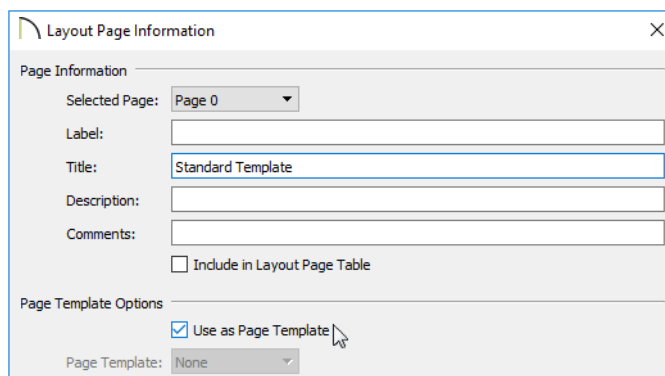 Layout Page Information
Page Information
Selected Page: Page 0
Label:
Title: Standard Template
Description:
Comments:
Include in Layout Page Table
Page Template Options
Use as Page Template
Page Template: None